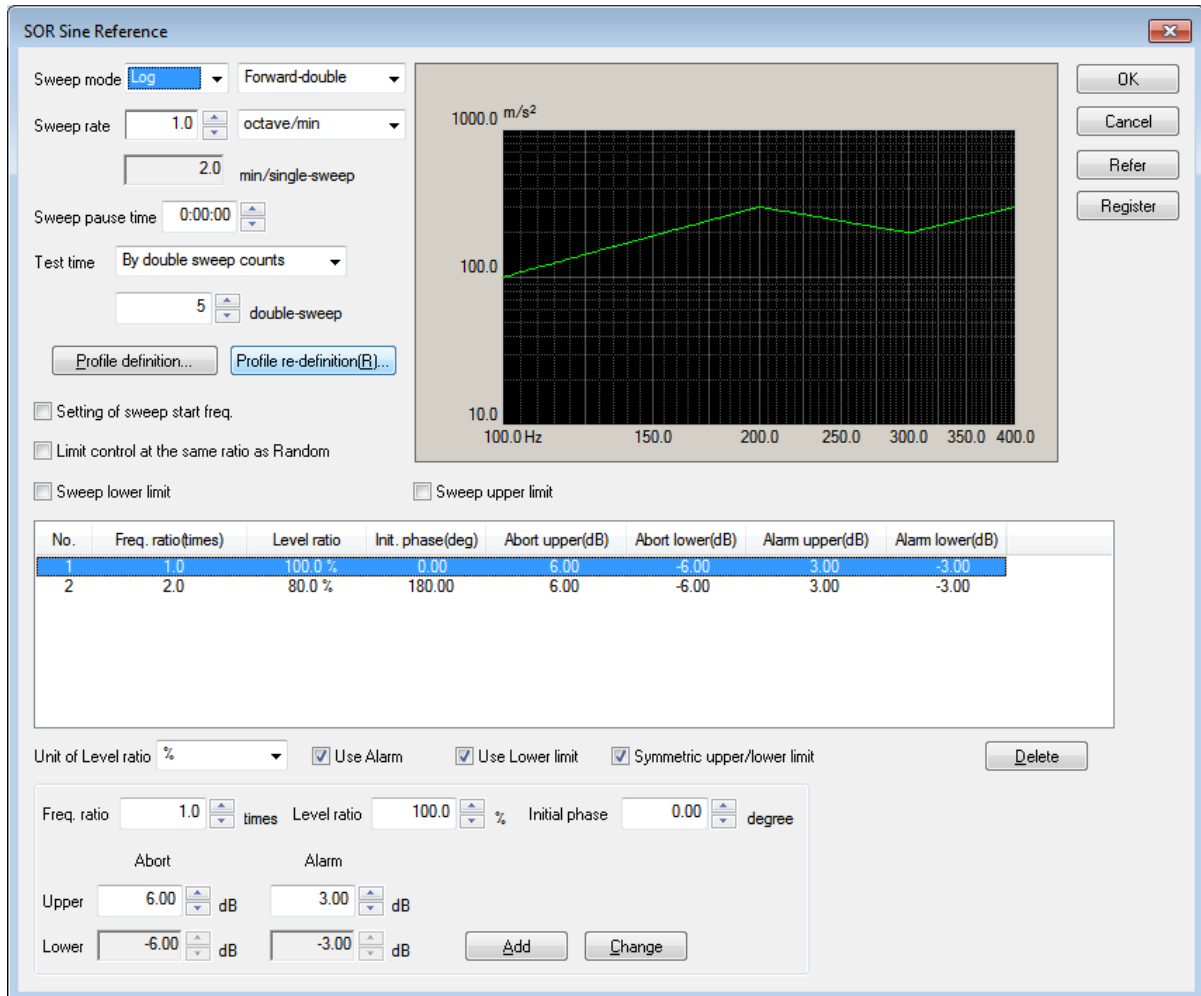 SOR Sine Reference
Sweep mode Log Forward-double
Sweep rate 1.0 octave/min
2.0 min/single-sweep
Sweep pause time 0:00:00
Test time By double sweep counts
5 double-sweep
Profile definition... Profile re-definition(R)...
Setting of sweep start freq.
Limit control at the same ratio as Random
Sweep lower limit Sweep upper limit
1000.0 m/s2
100.0
10.0
100.0 Hz 150.0 200.0 250.0 300.0 350.0 400.0
OK
Cancel
Refer
Register
No. Freq. ratio(times) Level ratio Init. phase(deg) Abort upper(dB) Abort lower(dB) Alarm upper(dB) Alarm lower(dB)
1 1.0 100.0 % 0.00 6.00 -6.00 3.00 -3.00
2 2.0 80.0 % 180.00 6.00 -6.00 3.00 -3.00
Unit of Level ratio % Use Alarm Use Lower limit Symmetric upper/lower limit Delete
Freq. ratio 1.0 times Level ratio 100.0 % Initial phase 0.00 degree
Abort Alarm
Upper 6.00 dB 3.00 dB
Lower -6.00 dB -3.00 dB Add Change